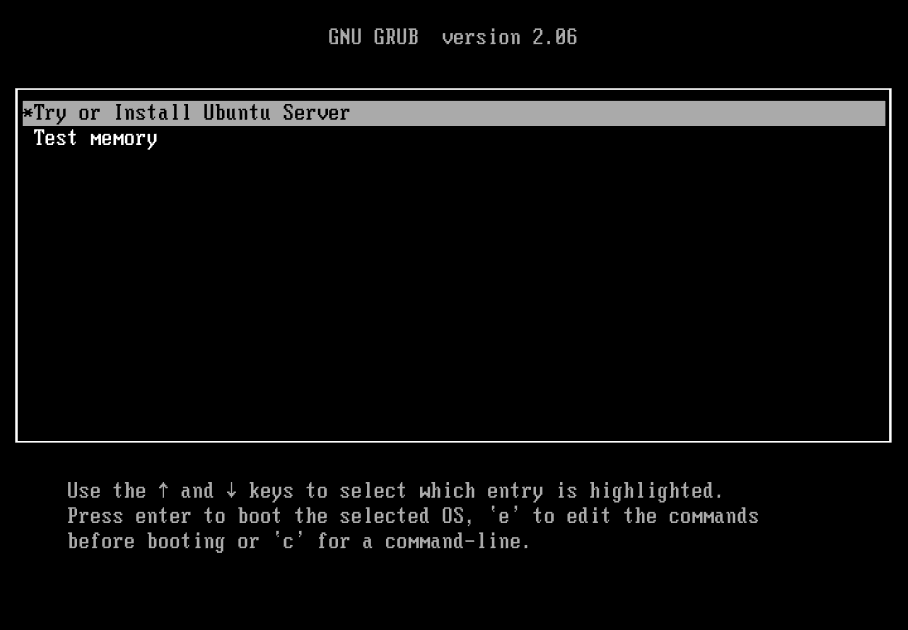 GNU GRUB  version 2.06
*Try or Install Ubuntu Server
Test memory
Use the ↑ and ↓ keys to select which entry is highlighted.
Press enter to boot the selected OS, `e' to edit the commands
before booting or `c' for a command-line.